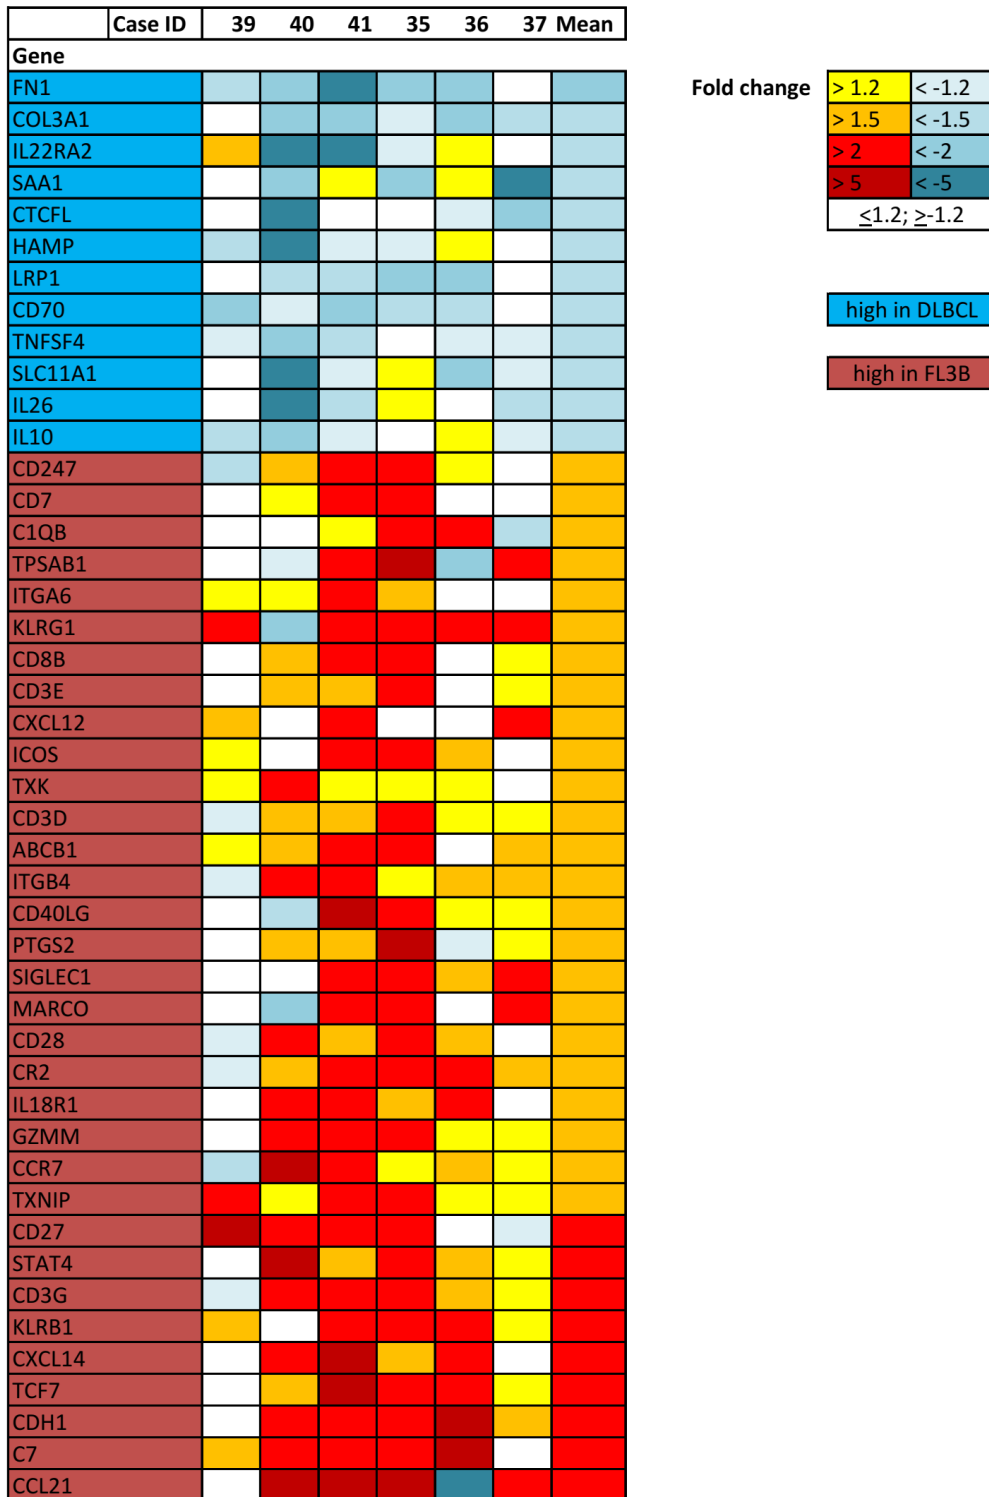 Case ID 39 40 41 35 36 37 Mean
Gene
FN1
COL3A1
IL22RA2
SAA1
CTCFL
HAMP
LRP1
CD70
TNFSF4
SLC11A1
IL26
IL10
CD247
CD7
C1QB
TPSAB1
ITGA6
KLRG1
CD8B
CD3E
CXCL12
ICOS
TXK
CD3D
ABCB1
ITGB4
CD40LG
PTGS2
SIGLEC1
MARCO
CD28
CR2
IL18R1
GZMM
CCR7
TXNIP
CD27
STAT4
CD3G
KLRB1
CXCL14
TCF7
CDH1
C7
CCL21
Fold change > 1.2 < -1.2
> 1.5 < -1.5
> 2 < -2
> 5 < -5
≤1.2; ≥-1.2
high in DLBCL
high in FL3B